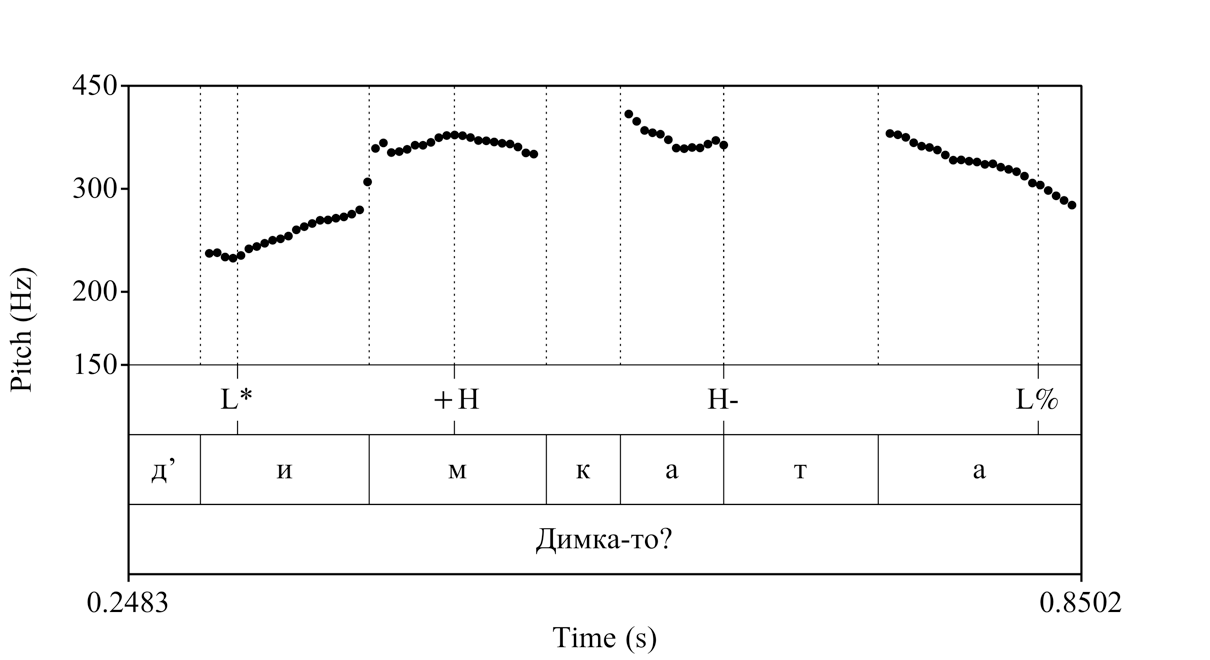 450
300
200
150
Pitch (Hz)
L* +H H- L%
д’ и м к а т а
Димка-то?
0.2483 0.8502
Time (s)